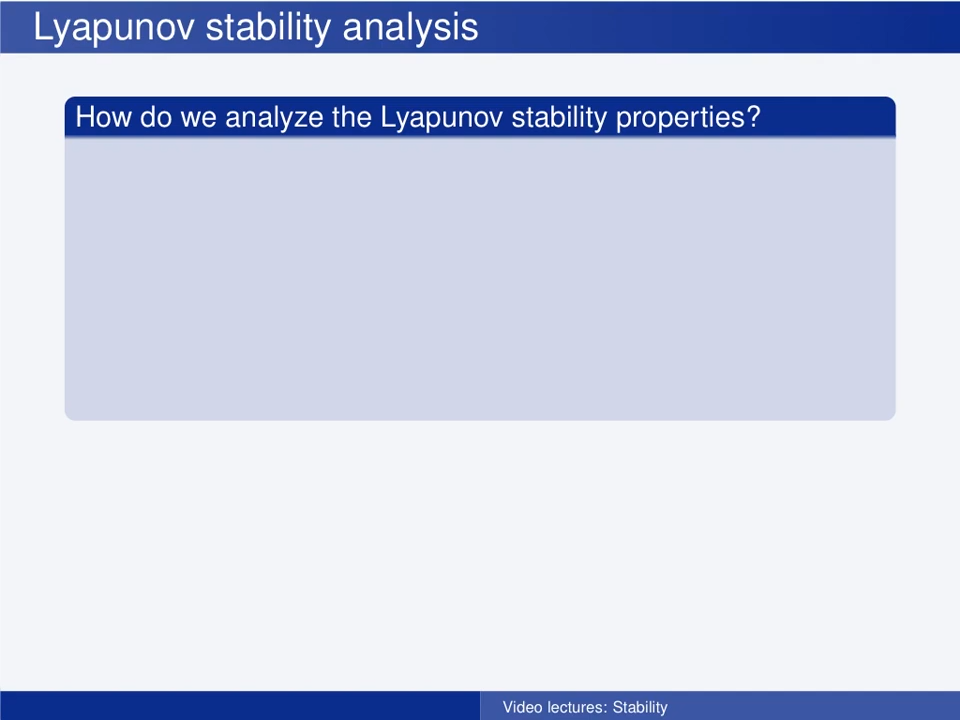 Lyapunov stability analysis
How do we analyze the Lyapunov stability properties?
Video lectures: Stability